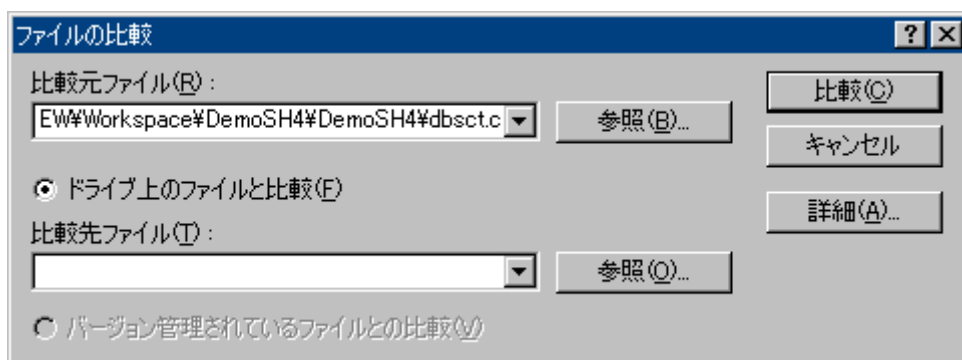 ファイルの比較
比較元ファイル(R) :
EW¥Workspace¥DemoSH4¥DemoSH4¥dbsct.c
参照(B)...
比較(C)
キャンセル
ドライブ上のファイルと比較(F)
詳細(A)...
比較先ファイル(T) :
参照(O)...
バージョン管理されているファイルとの比較(V)